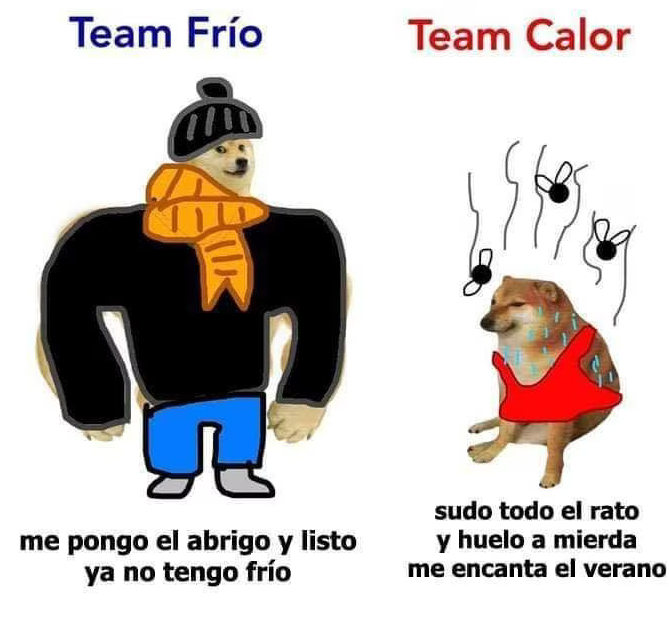 Team Frío
Team Calor
me pongo el abrigo y listo
ya no tengo frío
sudo todo el rato
y huelo a mierda
me encanta el verano